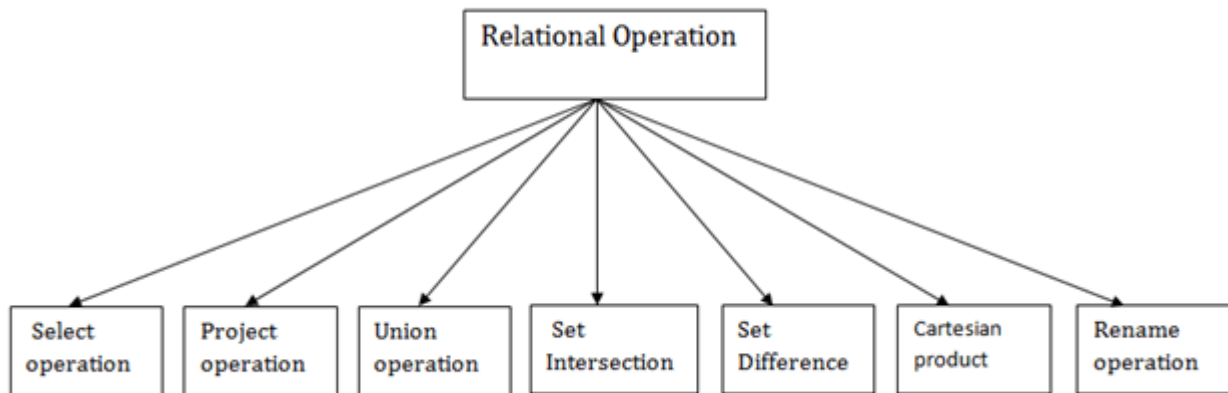 Relational Operation
Select
operation
Project
operation
Union
operation
Set
Intersection
Set
Difference
Cartesian
product
Rename
operation